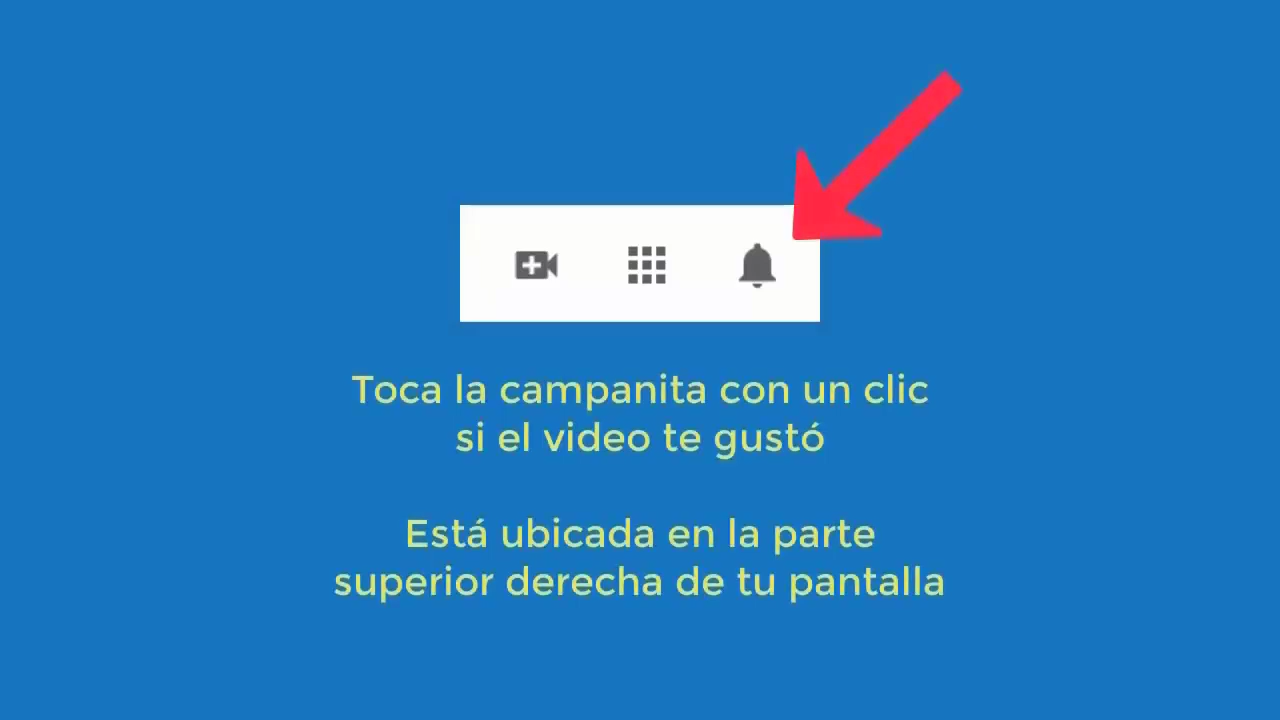 Toca la campanita con un clic
si el video te gustó
Está ubicada en la parte
superior derecha de tu pantalla